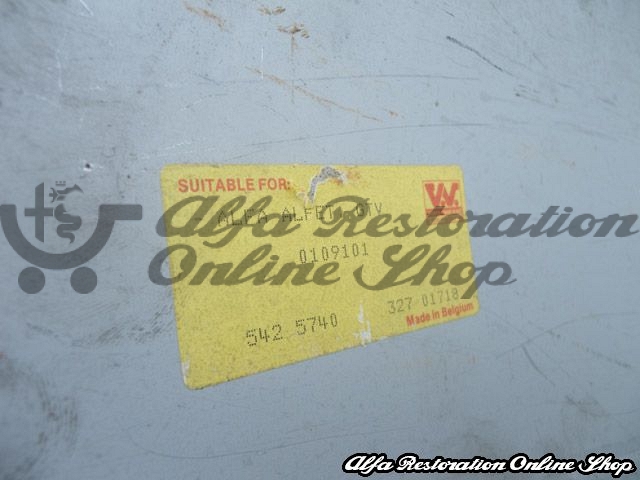 SUITABLE FOR:
- ALFA ALFETTA GTV
0109101
542 5740
327 01718
Made in Belgium
Alfa Restoration
Online Shop
Alfa Restoration Online Shop